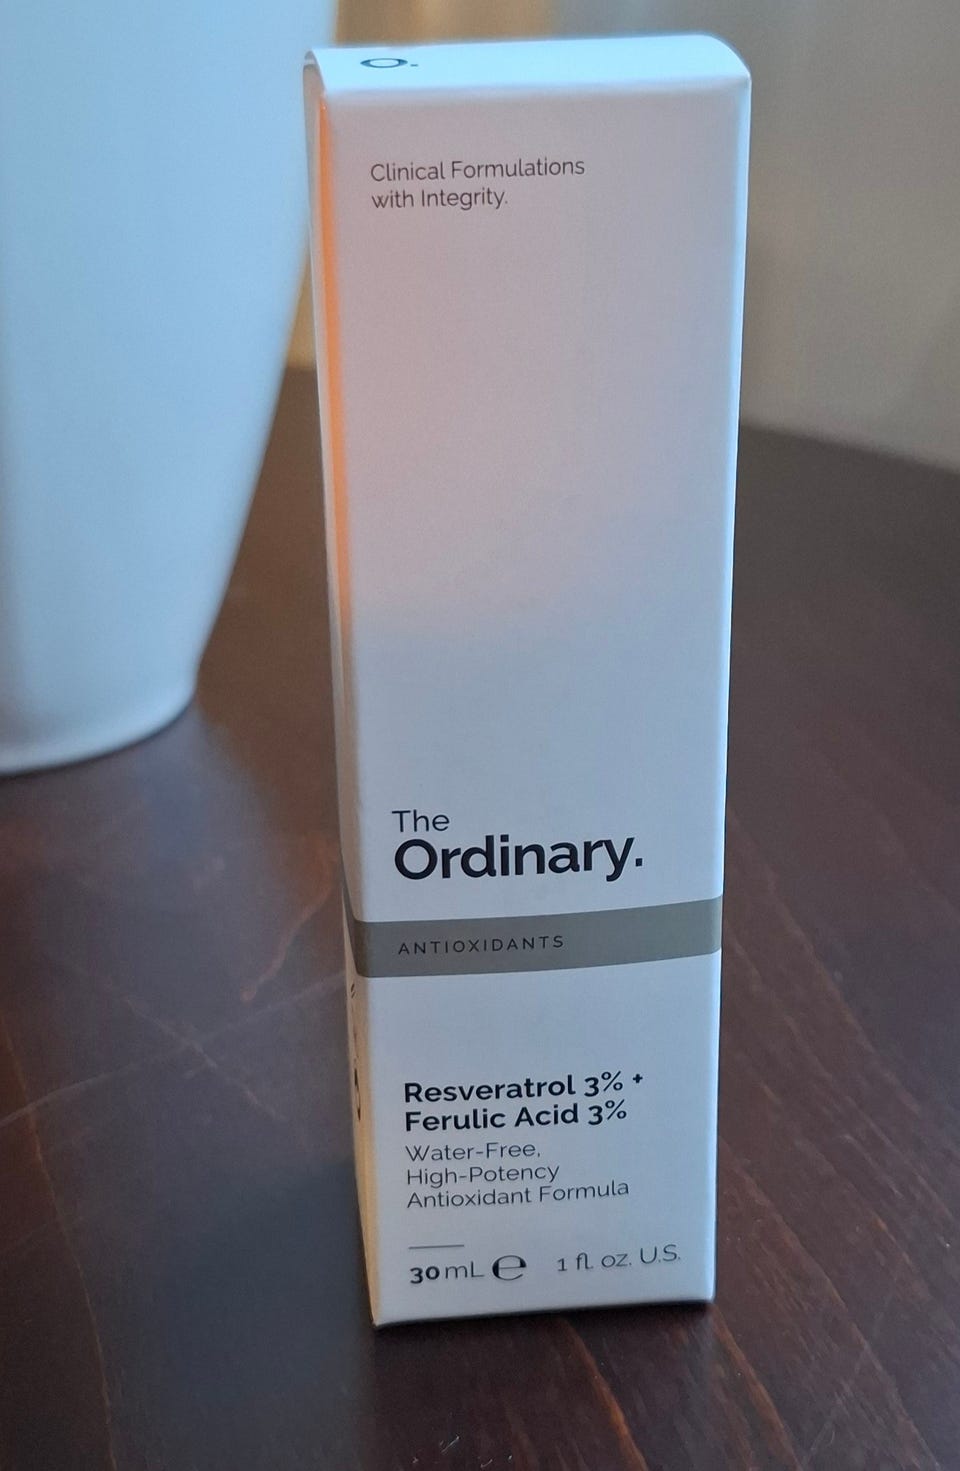 O.
Clinical Formulations
with Integrity.
The
Ordinary.
ANTIOXIDANTS
Resveratrol 3% +
Ferulic Acid 3%
Water-Free,
High-Potency
Antioxidant Formula
30 mL ℮ 1 fl. oz. U.S.